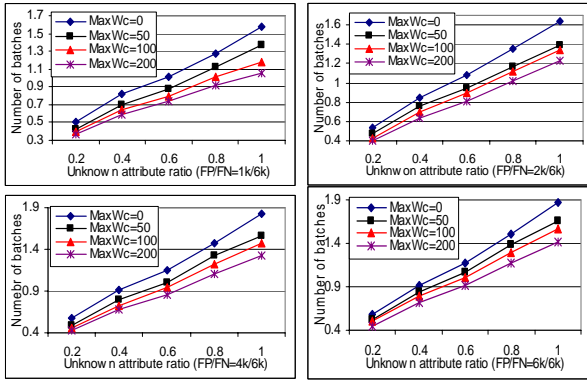 Number of batches
1.7
1.5
1.3
1.1
0.9
0.7
0.5
0.3
MaxWc=0
MaxWc=50
MaxWc=100
MaxWc=200
0.2 0.4 0.6 0.8 1
Unknow n attribute ratio (FP/FN=1k/6k)
Number of batches
1.6
1.4
1.2
1
0.8
0.6
0.4
MaxWc=0
MaxWc=50
MaxWc=100
MaxWc=200
0.2 0.4 0.6 0.8 1
Unknw on attribute ratio (FP/FN=2k/6k)
Numebr of batches
1.9
1.4
0.9
0.4
MaxWc=0
MaxWc=50
MaxWc=100
MaxWc=200
0.2 0.4 0.6 0.8 1
Unknow n attribute ratio (FP/FN=4k/6k)
Number of batches
1.9
1.4
0.9
0.4
MaxWc=0
MaxWc=50
MaxWc=100
MaxWc=200
0.2 0.4 0.6 0.8 1
Unknow n attribute ratio (FP/FN=6k/6k)